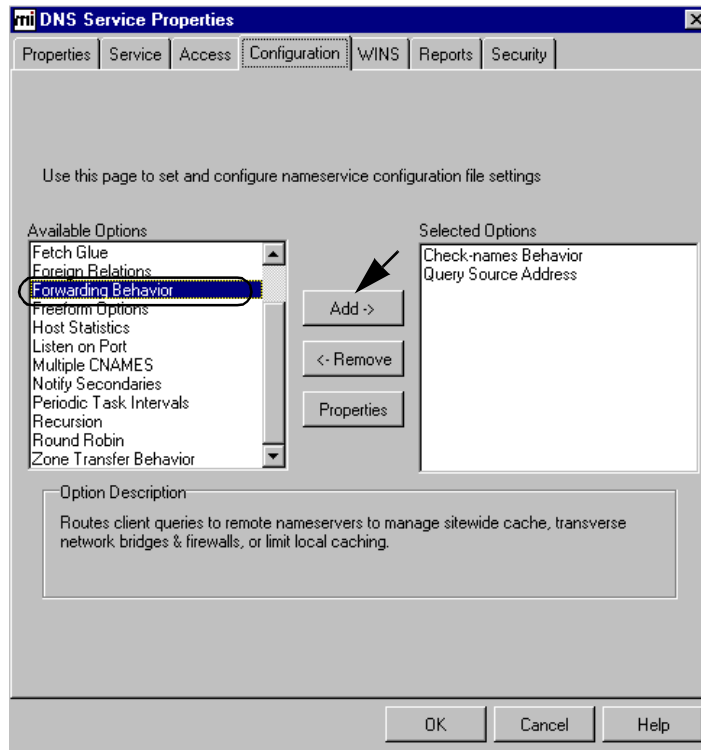 mi DNS Service Properties
Properties Service Access Configuration WINS Reports Security
Use this page to set and configure nameservice configuration file settings
Available Options
Fetch Glue
Foreign Relations
Forwarding Behavior
Freeform Options
Host Statistics
Listen on Port
Multiple CNAMES
Notify Secondaries
Periodic Task Intervals
Recursion
Round Robin
Zone Transfer Behavior
Add ->
<- Remove
Properties
Selected Options
Check-names Behavior
Query Source Address
Option Description
Routes client queries to remote nameservers to manage sitewide cache, transverse
network bridges & firewalls, or limit local caching.
OK Cancel Help